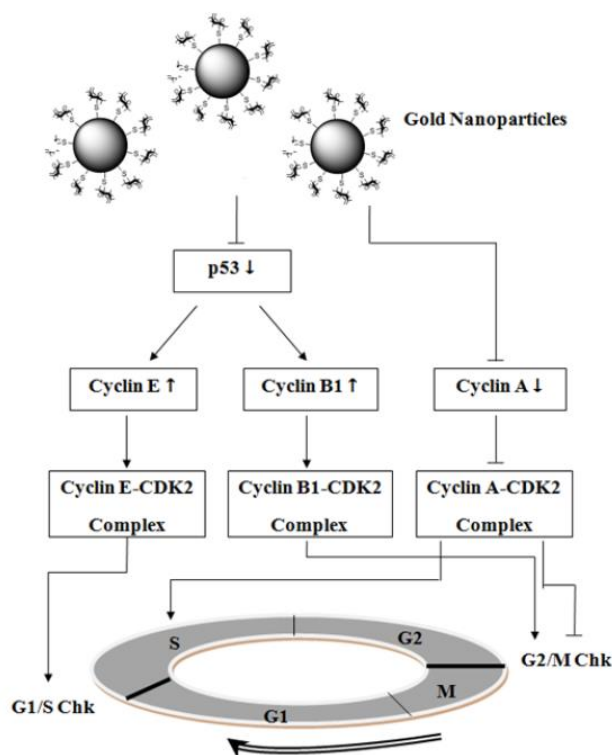 Gold Nanoparticles
p53 ↓
Cyclin E ↑
Cyclin B1 ↑
Cyclin A ↓
Cyclin E-CDK2
Complex
Cyclin B1-CDK2
Complex
Cyclin A-CDK2
Complex
S
G2
G2/M Chk
M
G1/S Chk
G1